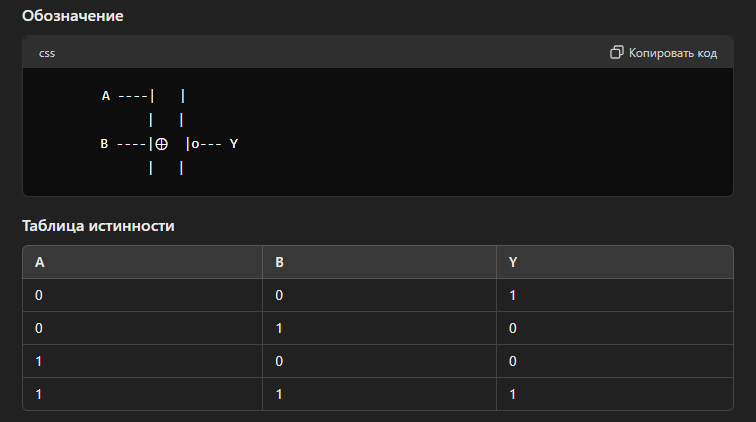 Обозначение
css Копировать код
A ----|   |
      |   |
B ----|⊕  |o--- Y
      |   |
Таблица истинности
A B Y
0 0 1
0 1 0
1 0 0
1 1 1